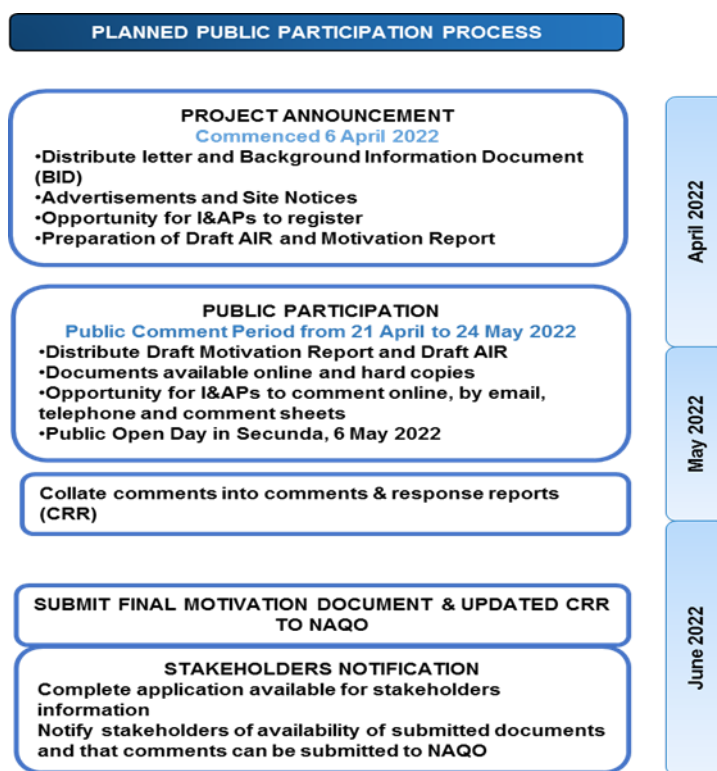 PLANNED PUBLIC PARTICIPATION PROCESS
PROJECT ANNOUNCEMENT
Commenced 6 April 2022
•Distribute letter and Background Information Document
(BID)
•Advertisements and Site Notices
•Opportunity for I&APs to register
•Preparation of Draft AIR and Motivation Report
April 2022
PUBLIC PARTICIPATION
Public Comment Period from 21 April to 24 May 2022
•Distribute Draft Motivation Report and Draft AIR
•Documents available online and hard copies
•Opportunity for I&APs to comment online, by email,
telephone and comment sheets
•Public Open Day in Secunda, 6 May 2022
May 2022
Collate comments into comments & response reports
(CRR)
SUBMIT FINAL MOTIVATION DOCUMENT & UPDATED CRR
TO NAQO
STAKEHOLDERS NOTIFICATION
Complete application available for stakeholders
information
Notify stakeholders of availability of submitted documents
and that comments can be submitted to NAQO
June 2022